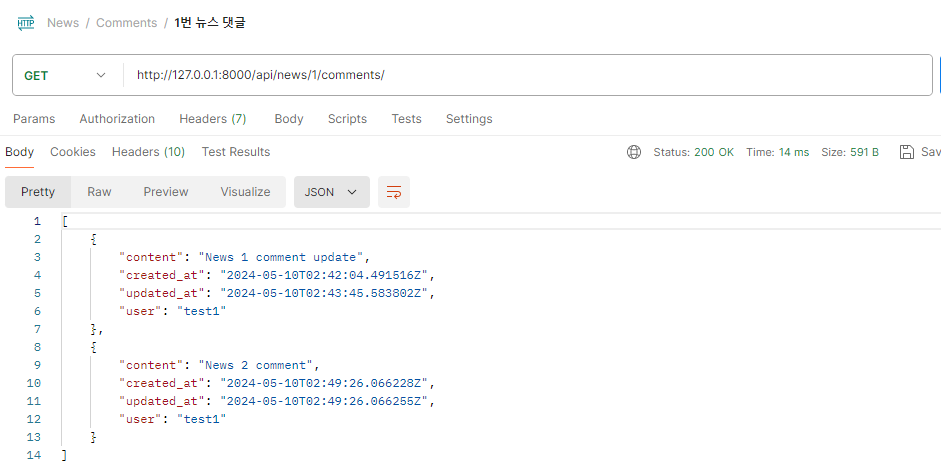 HTTP News / Comments / 1번 뉴스 댓글
GET http://127.0.0.1:8000/api/news/1/comments/
Params Authorization Headers (7) Body Scripts Tests Settings
Body Cookies Headers (10) Test Results Status: 200 OK Time: 14 ms Size: 591 B Sav
Pretty Raw Preview Visualize JSON
1 [
2 {
3 "content": "News 1 comment update",
4 "created_at": "2024-05-10T02:42:04.491516Z",
5 "updated_at": "2024-05-10T02:43:45.583802Z",
6 "user": "test1"
7 },
8 {
9 "content": "News 2 comment",
10 "created_at": "2024-05-10T02:49:26.066228Z",
11 "updated_at": "2024-05-10T02:49:26.066255Z",
12 "user": "test1"
13 }
14 ]